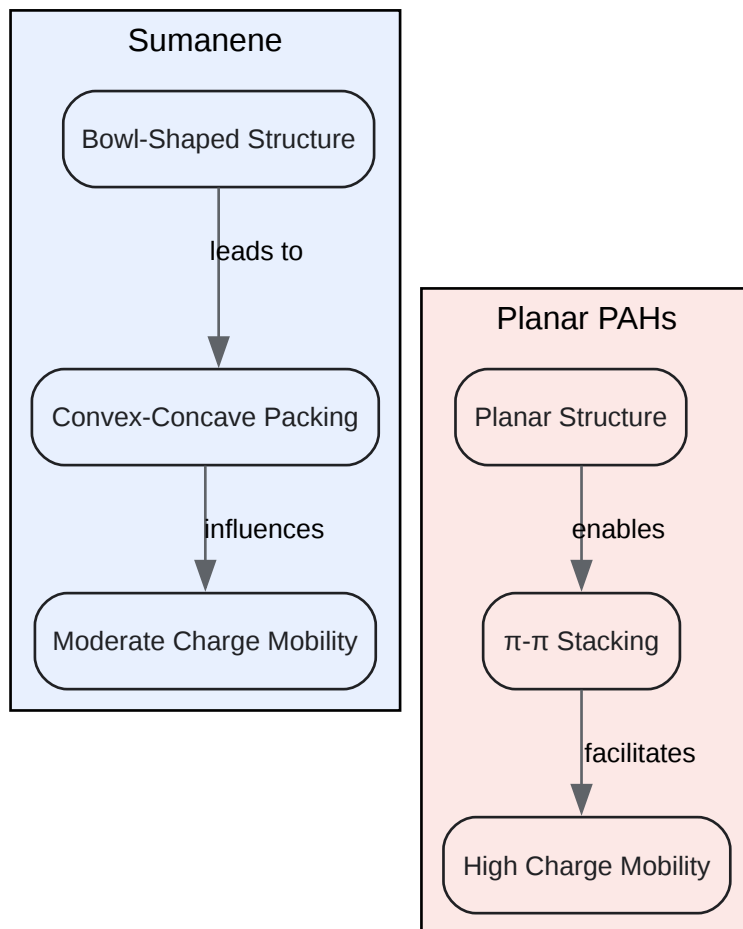 Sumanene
Bowl-Shaped Structure
leads to
Convex-Concave Packing
influences
Moderate Charge Mobility
Planar PAHs
Planar Structure
enables
π-π Stacking
facilitates
High Charge Mobility